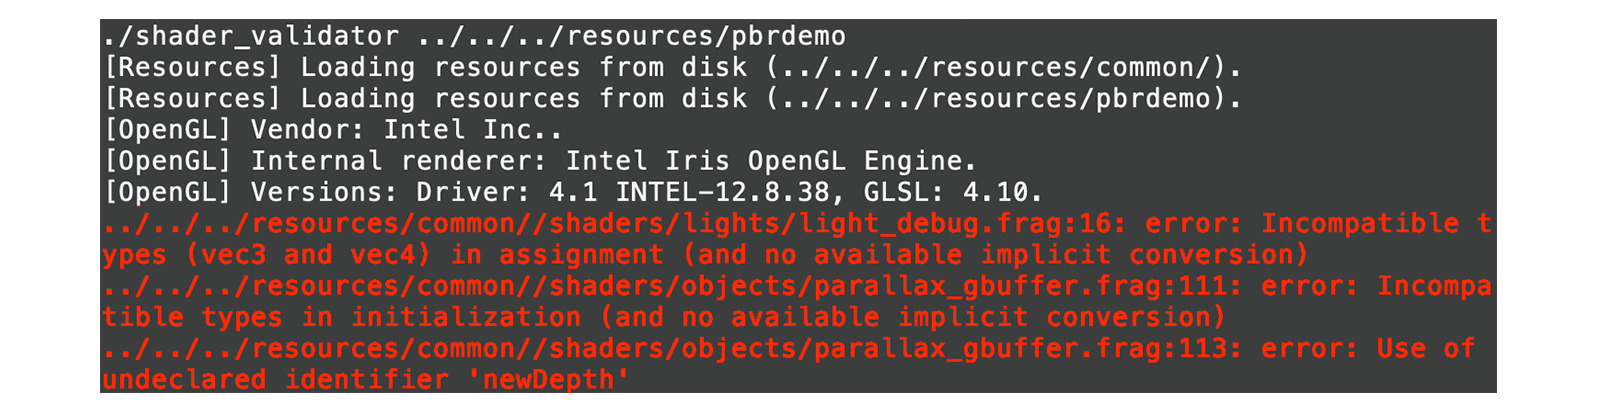 ./shader_validator ../../../resources/pbrdemo
[Resources] Loading resources from disk (../../../resources/common/).
[Resources] Loading resources from disk (../../../resources/pbrdemo).
[OpenGL] Vendor: Intel Inc..
[OpenGL] Internal renderer: Intel Iris OpenGL Engine.
[OpenGL] Versions: Driver: 4.1 INTEL-12.8.38, GLSL: 4.10.
../../../resources/common//shaders/lights/light_debug.frag:16: error: Incompatible t
ypes (vec3 and vec4) in assignment (and no available implicit conversion)
../../../resources/common//shaders/objects/parallax_gbuffer.frag:111: error: Incompa
tible types in initialization (and no available implicit conversion)
../../../resources/common//shaders/objects/parallax_gbuffer.frag:113: error: Use of
undeclared identifier 'newDepth'